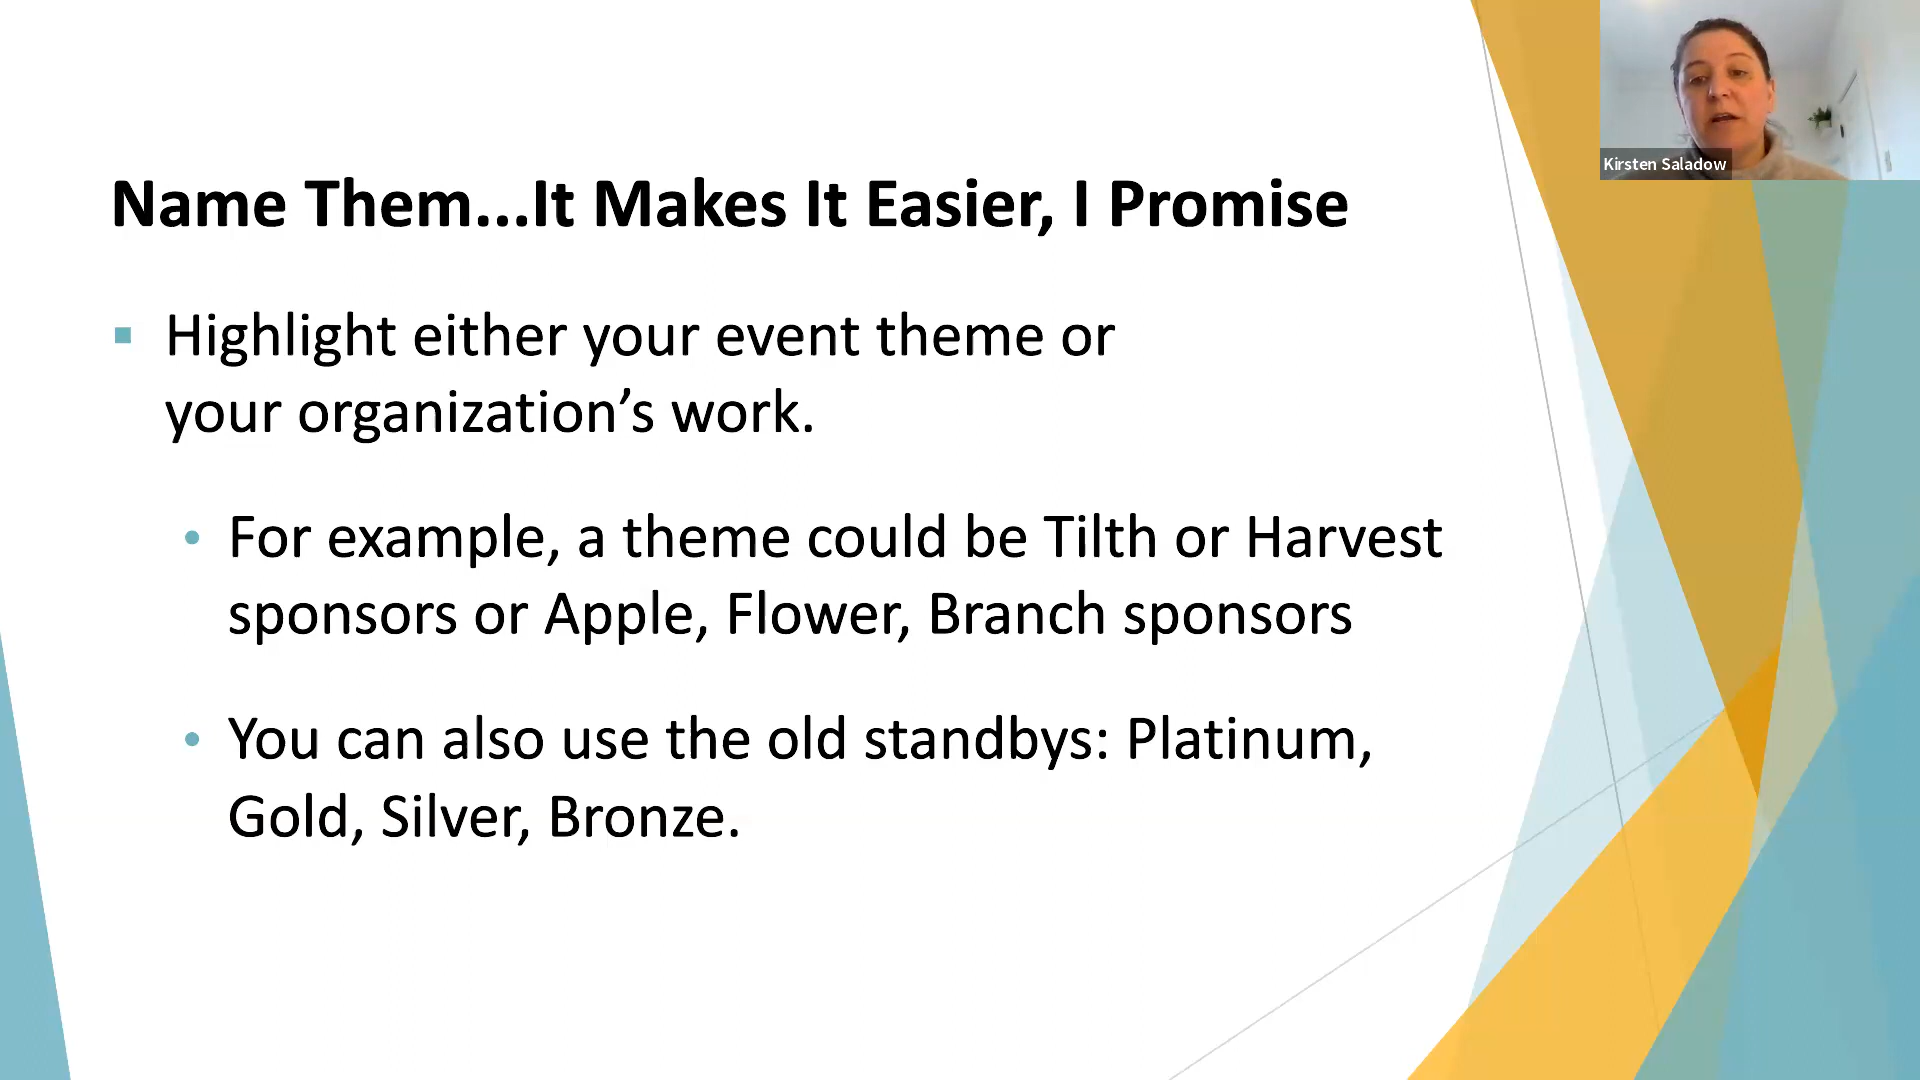 Name Them...It Makes It Easier, I Promise
Highlight either your event theme or
your organization’s work.
For example, a theme could be Tilth or Harvest
sponsors or Apple, Flower, Branch sponsors
You can also use the old standbys: Platinum,
Gold, Silver, Bronze.
Kirsten Saladow